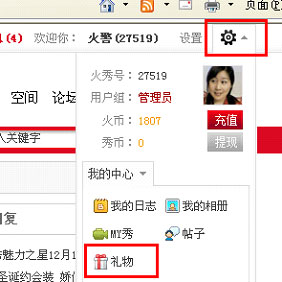 页面(P)
(4) 欢迎你： 火警(27519) 设置
火秀号：27519
用户组：管理员
空间 论坛
火币：1807 充值
入关键字
秀币：0 提现
我的中心
我的日志 我的相册
回复
MY秀 帖子
秀魅力之星12月1
礼物
圣诞约会装